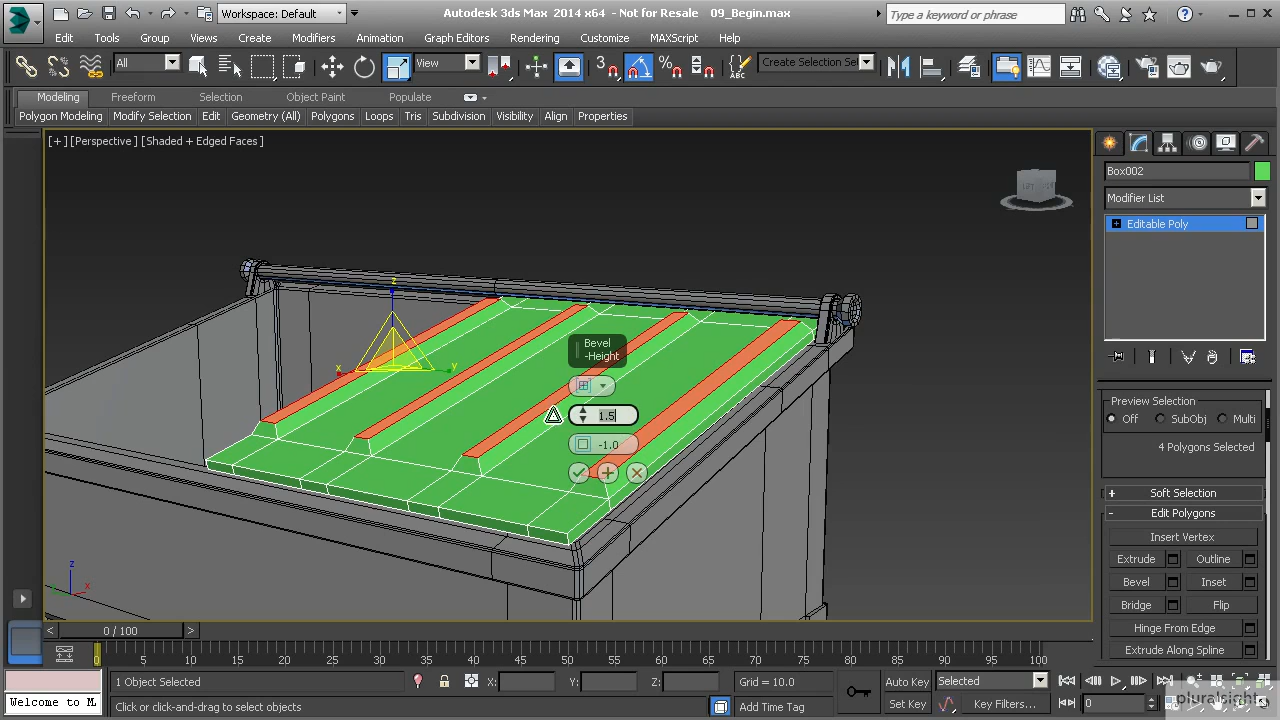 Workspace: Default
Autodesk 3ds Max 2014 x64 - Not for Resale 09_Begin.max
Type a keyword or phrase
Edit Tools Group Views Create Modifiers Animation Graph Editors Rendering Customize MAXScript Help
All View 3 Create Selection Se
Modeling Freeform Selection Object Paint Populate
Polygon Modeling Modify Selection Edit Geometry (All) Polygons Loops Tris Subdivision Visibility Align Properties
[+] [Perspective] [Shaded + Edged Faces]
Box002
Modifier List
Editable Poly
z
x
y
Bevel
-Height
1.5
-1.0
Preview Selection
Off SubObj Multi
4 Polygons Selected
+ Soft Selection
- Edit Polygons
Insert Vertex
Extrude Outline
Bevel Inset
Bridge Flip
Hinge From Edge
Extrude Along Spline
z
x
< 0 / 100 >
0 5 10 15 20 25 30 35 40 45 50 55 60 65 70 75 80 85 90 95 100
1 Object Selected X: Y: Z: Grid = 10.0 Auto Key Selected
Welcome to M Click or click-and-drag to select objects Add Time Tag Set Key Key Filters... 0
pluralsight